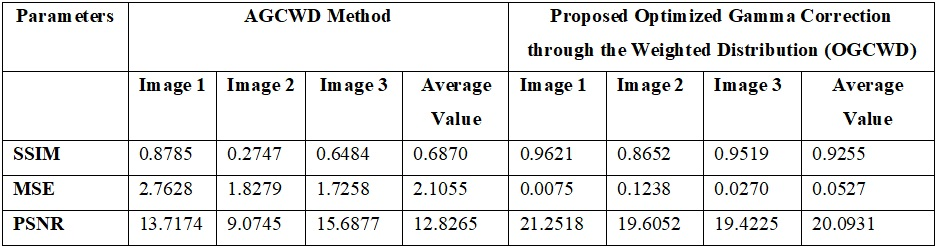 Parameters AGCWD Method Proposed Optimized Gamma Correction
through the Weighted Distribution (OGCWD)
Image 1 Image 2 Image 3 Average Image 1 Image 2 Image 3 Average
Value Value
SSIM 0.8785 0.2747 0.6484 0.6870 0.9621 0.8652 0.9519 0.9255
MSE 2.7628 1.8279 1.7258 2.1055 0.0075 0.1238 0.0270 0.0527
PSNR 13.7174 9.0745 15.6877 12.8265 21.2518 19.6052 19.4225 20.0931